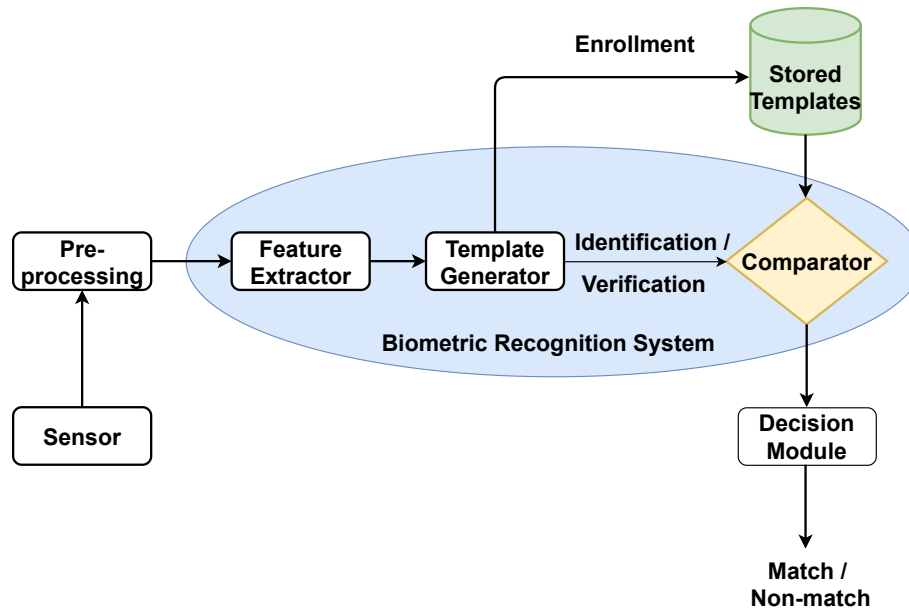 Enrollment
Stored
Templates
Pre-
processing
Feature
Extractor
Template
Generator
Identification /
Verification
Comparator
Biometric Recognition System
Sensor
Decision
Module
Match /
Non-match